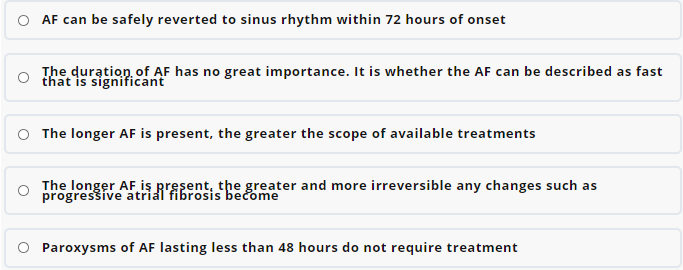 AF can be safely reverted to sinus rhythm within 72 hours of onset
The duration of AF has no great importance. It is whether the AF can be described as fast
that is significant
The longer AF is present, the greater the scope of available treatments
The longer AF is present, the greater and more irreversible any changes such as
progressive atrial fibrosis become
Paroxysms of AF lasting less than 48 hours do not require treatment